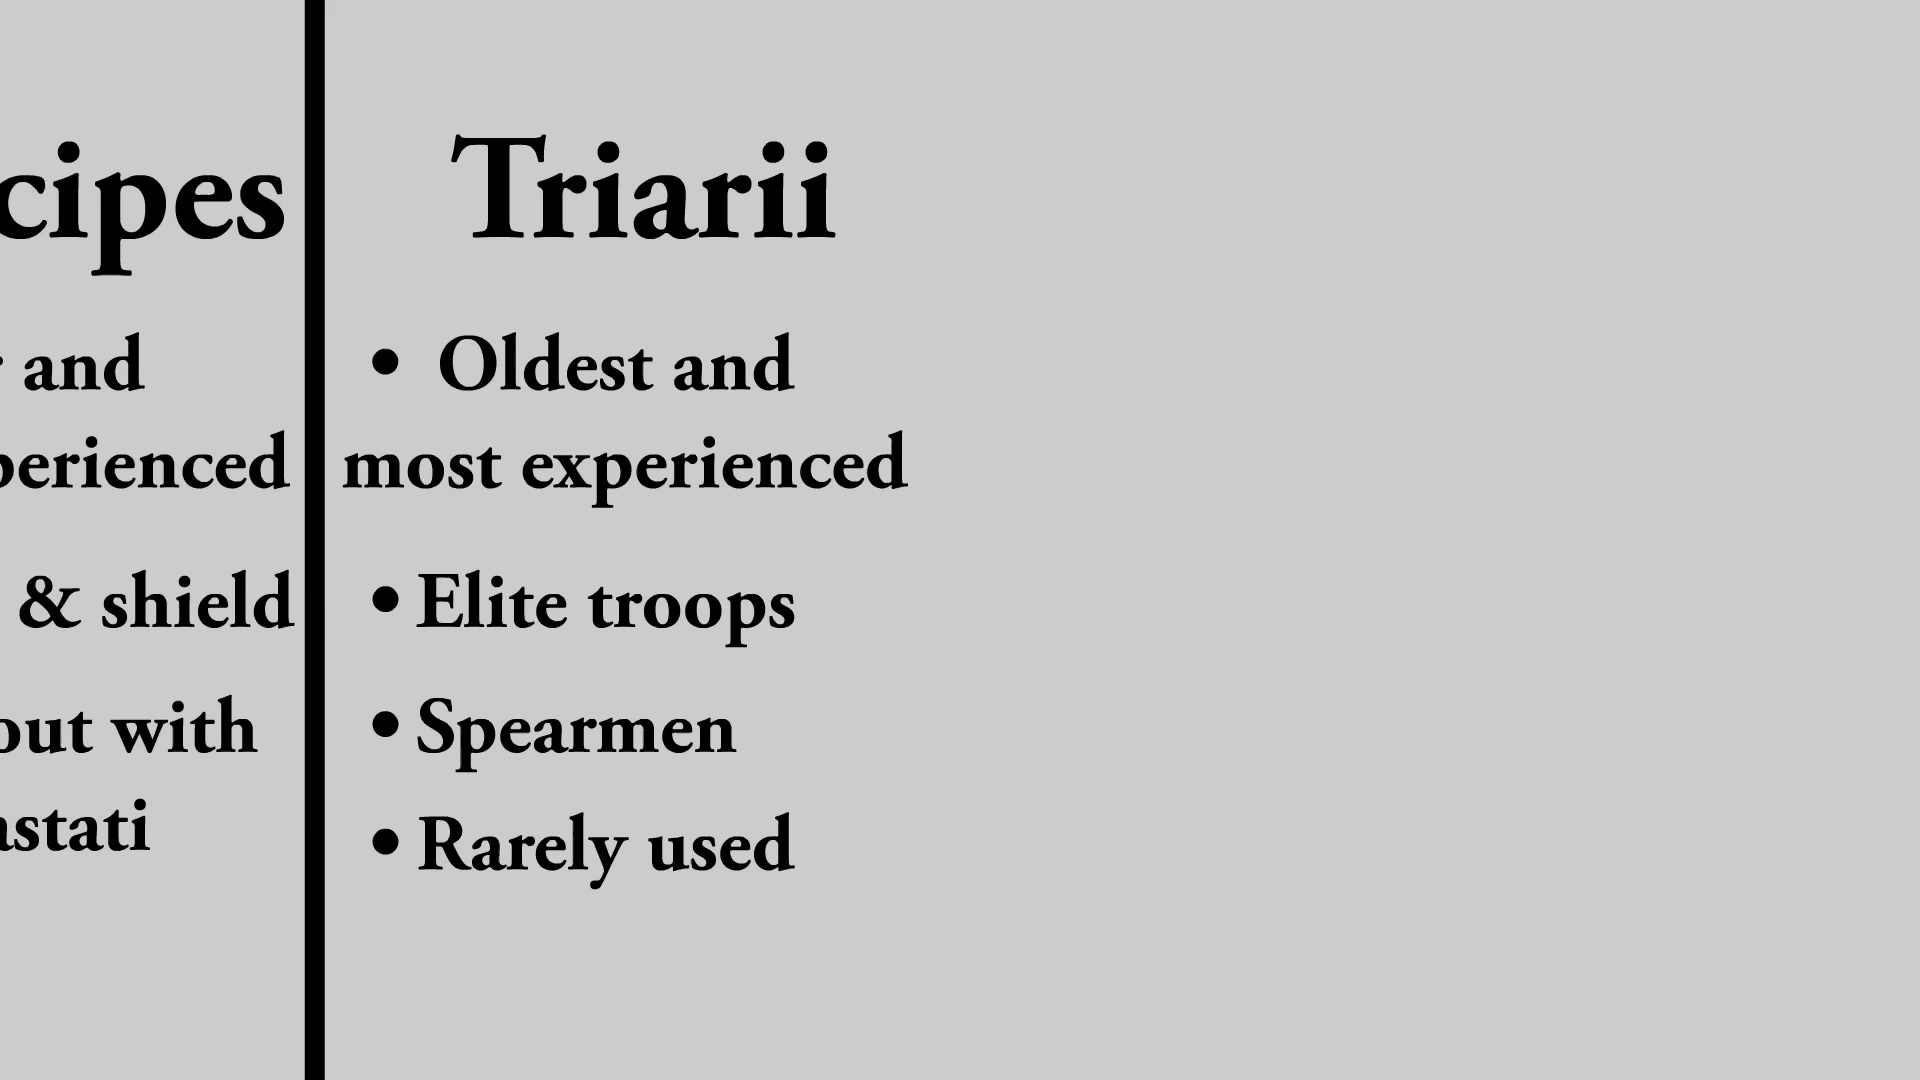 cipes
and
perienced
& shield
out with
astati
Triarii
• Oldest and
most experienced
• Elite troops
• Spearmen
• Rarely used